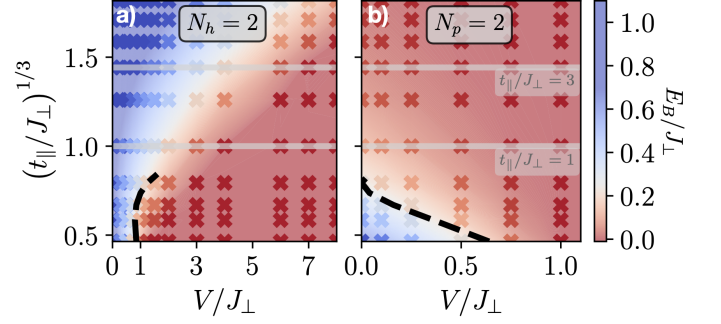 a) N_h = 2
b) N_p = 2
(t_∥/J_⊥)^{1/3}
1.5
1.0
0.5
t_∥/J_⊥ = 3
t_∥/J_⊥ = 1
0 1 3 5 7
V/J_⊥
0.0 0.5 1.0
V/J_⊥
1.0
0.8
0.6
0.4
0.2
0.0
E_B/J_⊥